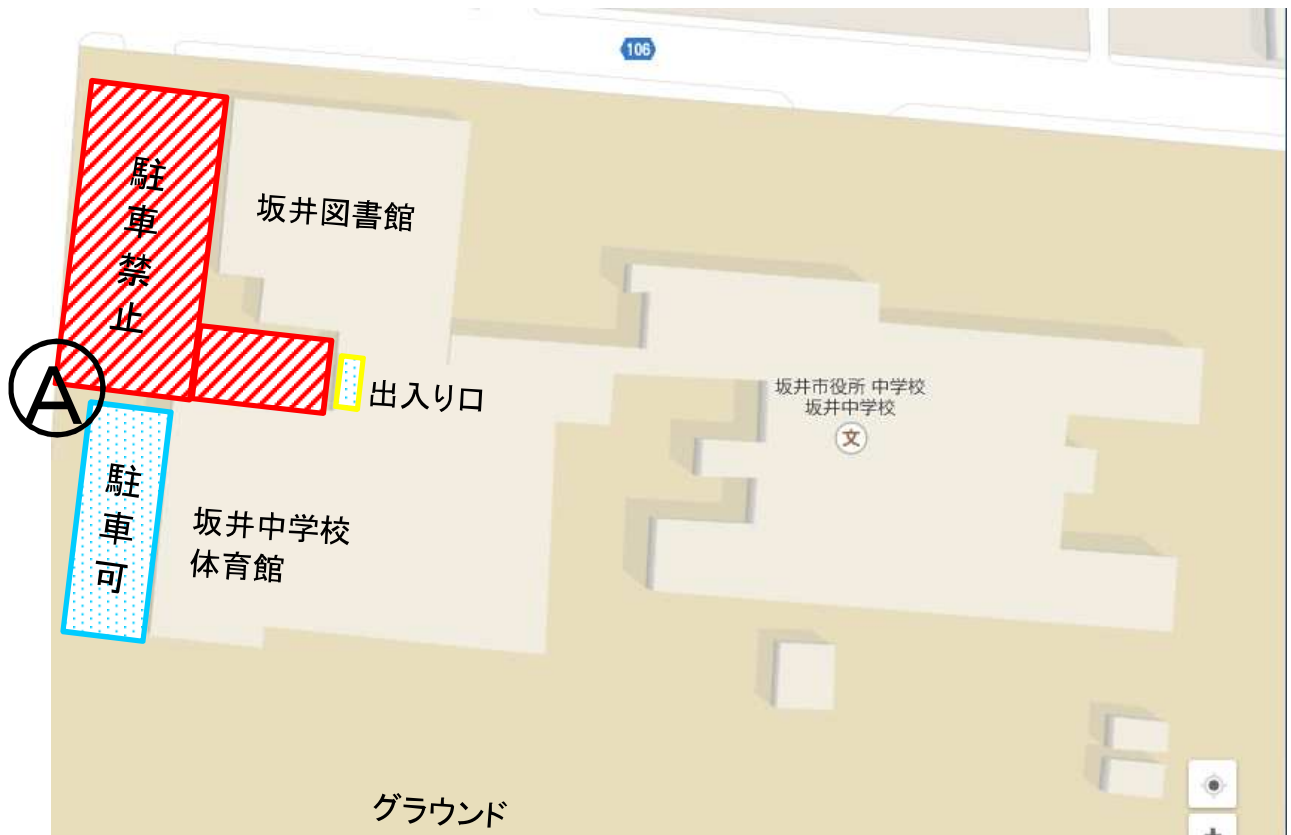 106
駐車禁止
坂井図書館
A
出入り口
坂井市役所 中学校
坂井中学校
文
駐車可
坂井中学校
体育館
グラウンド